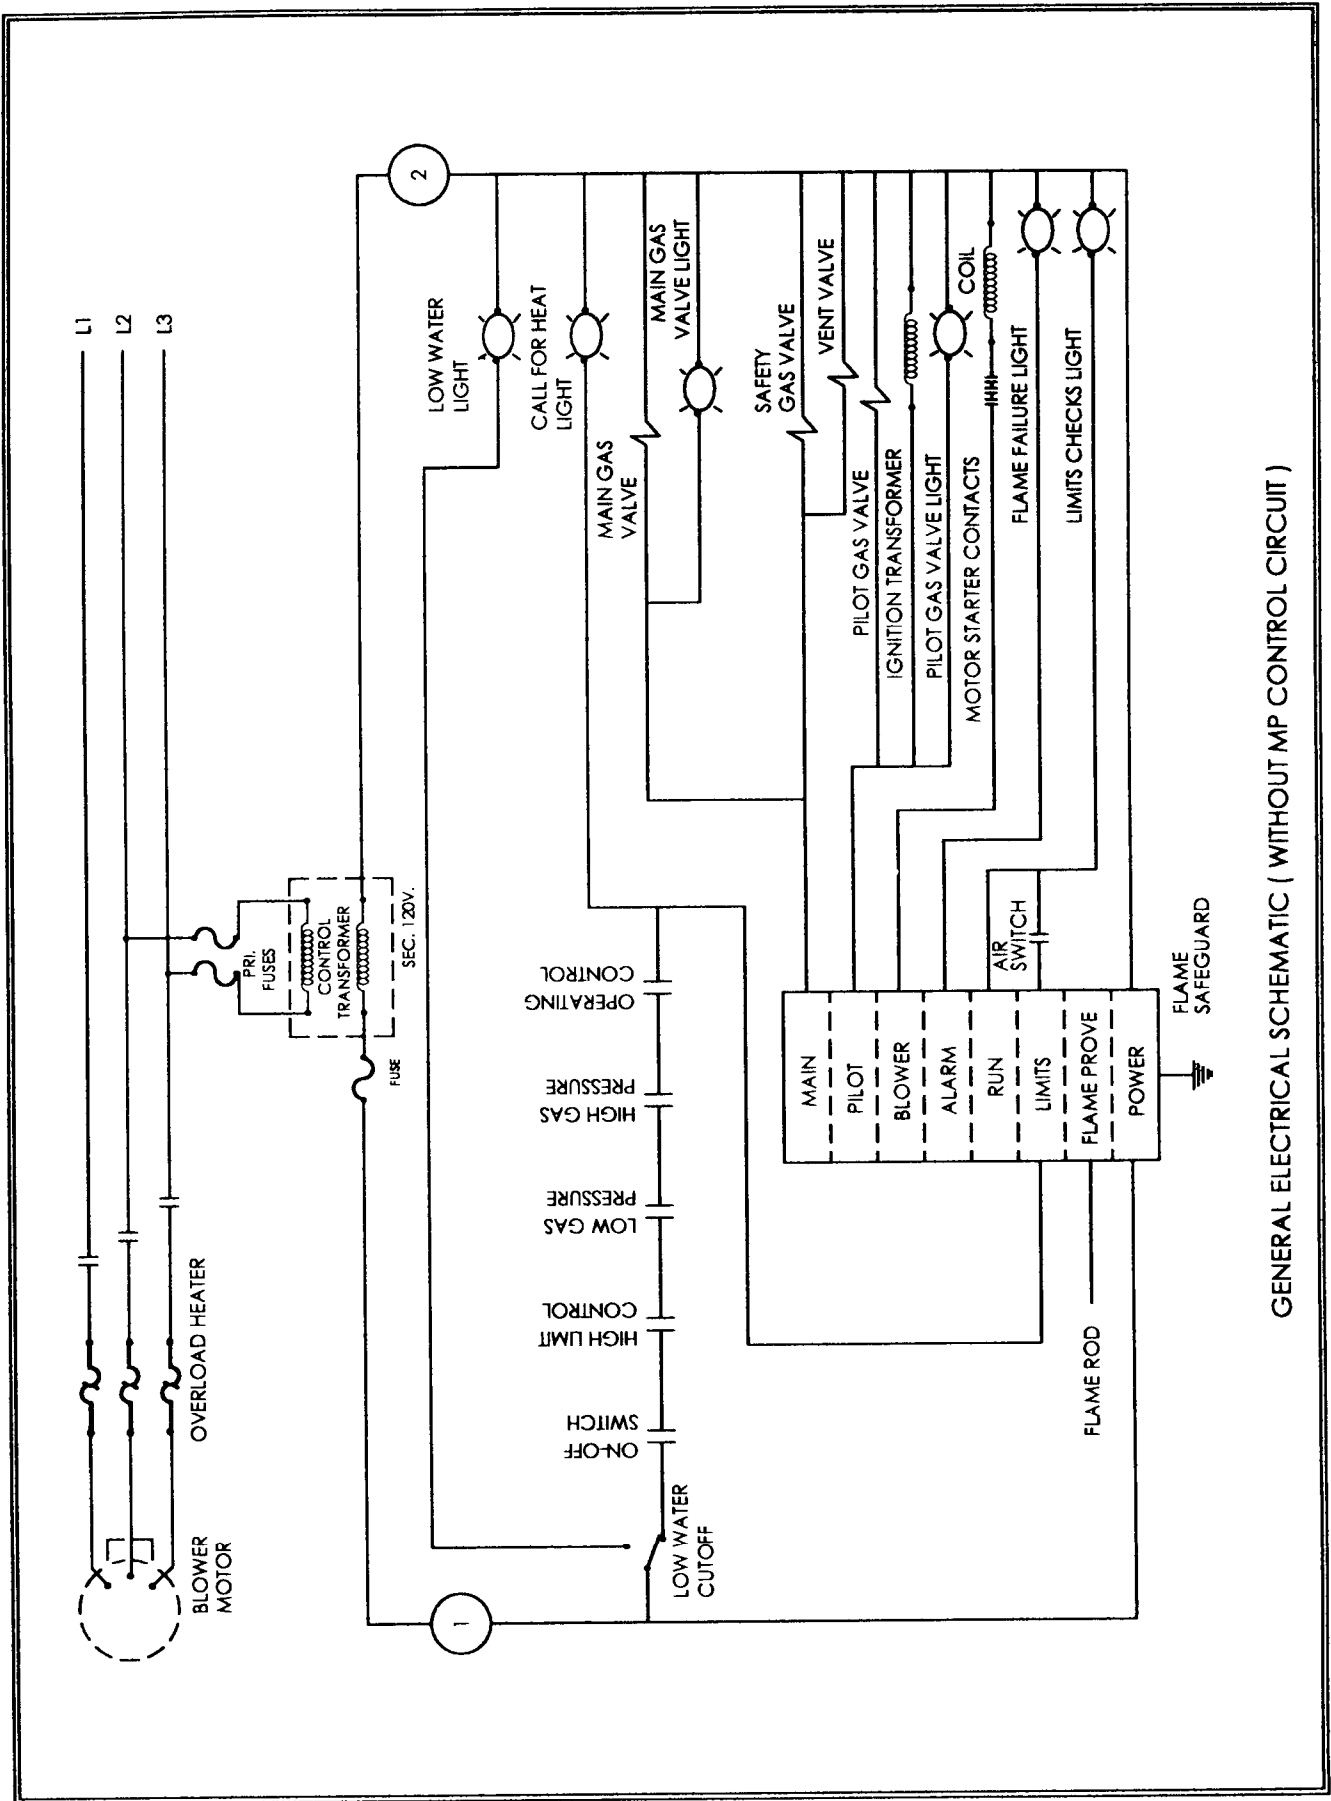 L1
L2
L3
BLOWER
MOTOR
OVERLOAD HEATER
PRI.
FUSES
CONTROL
TRANSFORMER
SEC. 120V.
FUSE
1
2
LOW WATER
LIGHT
CALL FOR HEAT
LIGHT
MAIN GAS
VALVE
MAIN GAS
VALVE LIGHT
SAFETY
GAS VALVE
VENT VALVE
PILOT GAS VALVE
IGNITION TRANSFORMER
PILOT GAS VALVE LIGHT
MOTOR STARTER CONTACTS
COIL
FLAME FAILURE LIGHT
LIMITS CHECKS LIGHT
LOW WATER
CUTOFF
ON-OFF
SWITCH
HIGH LIMIT
CONTROL
LOW GAS
PRESSURE
HIGH GAS
PRESSURE
OPERATING
CONTROL
AIR
SWITCH
MAIN
PILOT
BLOWER
ALARM
RUN
LIMITS
FLAME PROVE
POWER
FLAME ROD
FLAME
SAFEGUARD
GENERAL ELECTRICAL SCHEMATIC ( WITHOUT MP CONTROL CIRCUIT )